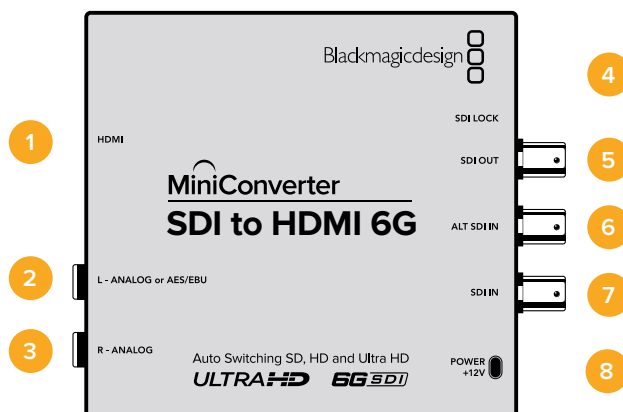 Blackmagicdesign
4
SDI LOCK
1
HDMI
SDI OUT
5
MiniConverter
SDI to HDMI 6G
ALT SDI IN
6
2
L - ANALOG or AES/EBU
SDI IN
7
3
R - ANALOG
Auto Switching SD, HD and Ultra HD
ULTRA HD 6G SDI
POWER
+12V
8